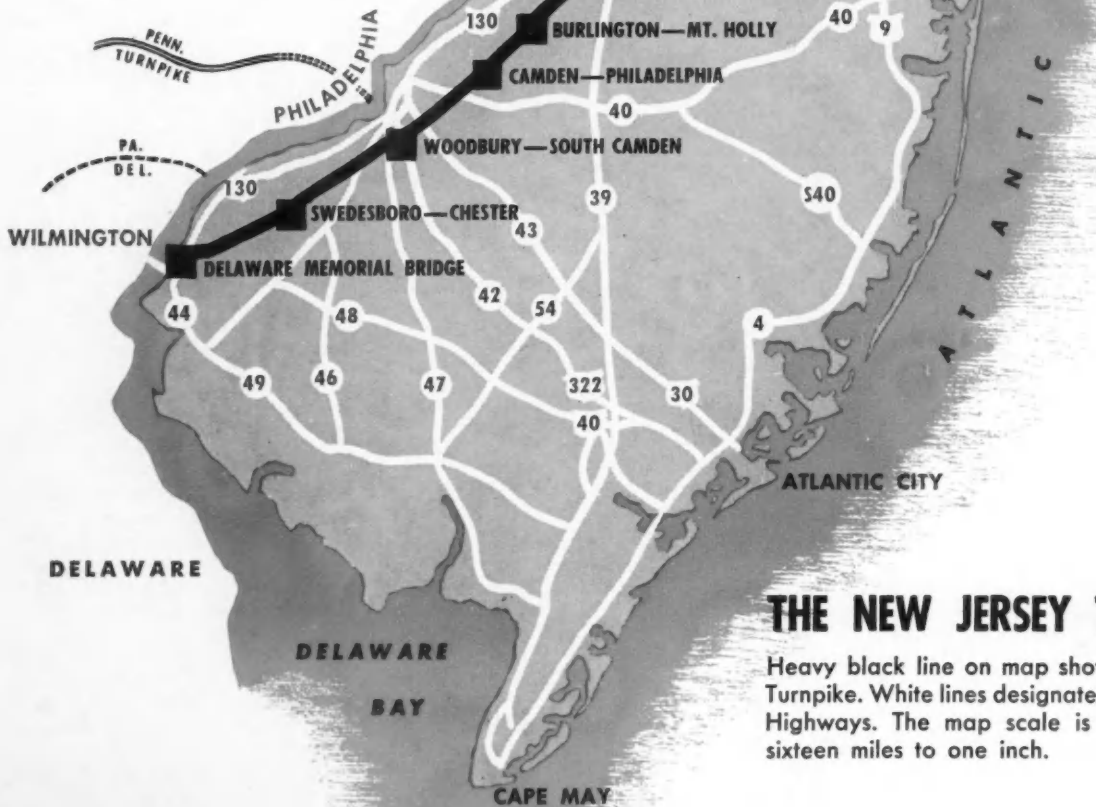 130
BURLINGTON—MT. HOLLY
40
9
PENN.
TURNPIKE
PHILADELPHIA
CAMDEN—PHILADELPHIA
40
WOODBURY—SOUTH CAMDEN
PA.
DEL.
130
39
S40
SWEDESBORO—CHESTER
43
WILMINGTON
DELAWARE MEMORIAL BRIDGE
ATLANTIC
44
48
42
54
4
49
46
47
322
30
40
ATLANTIC CITY
DELAWARE
DELAWARE
BAY
CAPE MAY
THE NEW JERSEY
Heavy black line on map
Turnpike. White lines designate
Highways. The map scale is
sixteen miles to one inch.